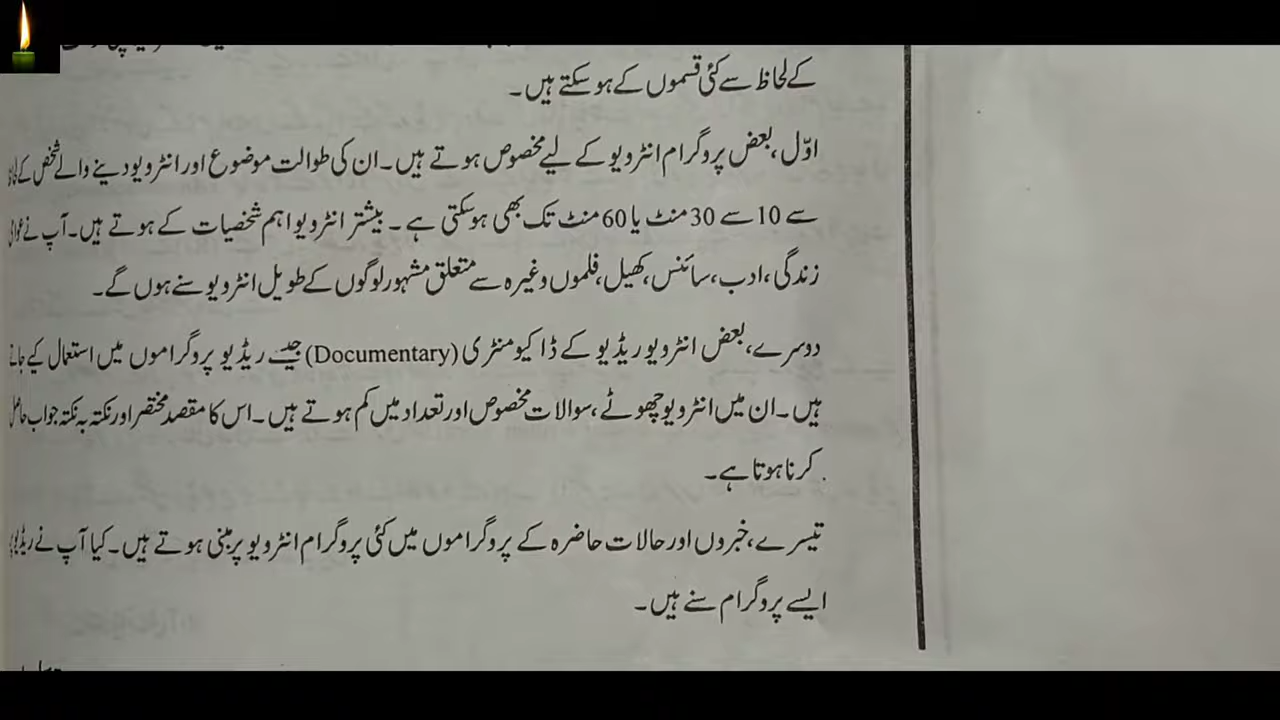 کے لحاظ سے کئی قسموں کے ہو سکتے ہیں۔
اوّل، بعض پروگرام انٹرویو کے لیے مخصوص ہوتے ہیں۔ ان کی طوالت موضوع اور انٹرویو دینے والے شخص کے
سے 10 سے 30 منٹ یا 60 منٹ تک بھی ہو سکتی ہے۔ بیشتر انٹرویو اہم شخصیات کے ہوتے ہیں۔ آپ نے
زندگی، ادب، سائنس، کھیل، فلموں وغیرہ سے متعلق مشہور لوگوں کے طویل انٹرویو سنے ہوں گے۔
دوسرے، بعض انٹرویو ریڈیو کے ڈاکیومنٹری (Documentary) جیسے ریڈیو پروگراموں میں استعمال کیے جاتے
ہیں۔ ان میں انٹرویو چھوٹے، سوالات مخصوص اور تعداد میں کم ہوتے ہیں۔ اس کا مقصد مختصر اور نکتہ بہ نکتہ جواب
کرنا ہوتا ہے۔
تیسرے، خبروں اور حالات حاضرہ کے پروگراموں میں کئی پروگرام انٹرویو پر مبنی ہوتے ہیں۔ کیا آپ نے
ایسے پروگرام سنے ہیں۔